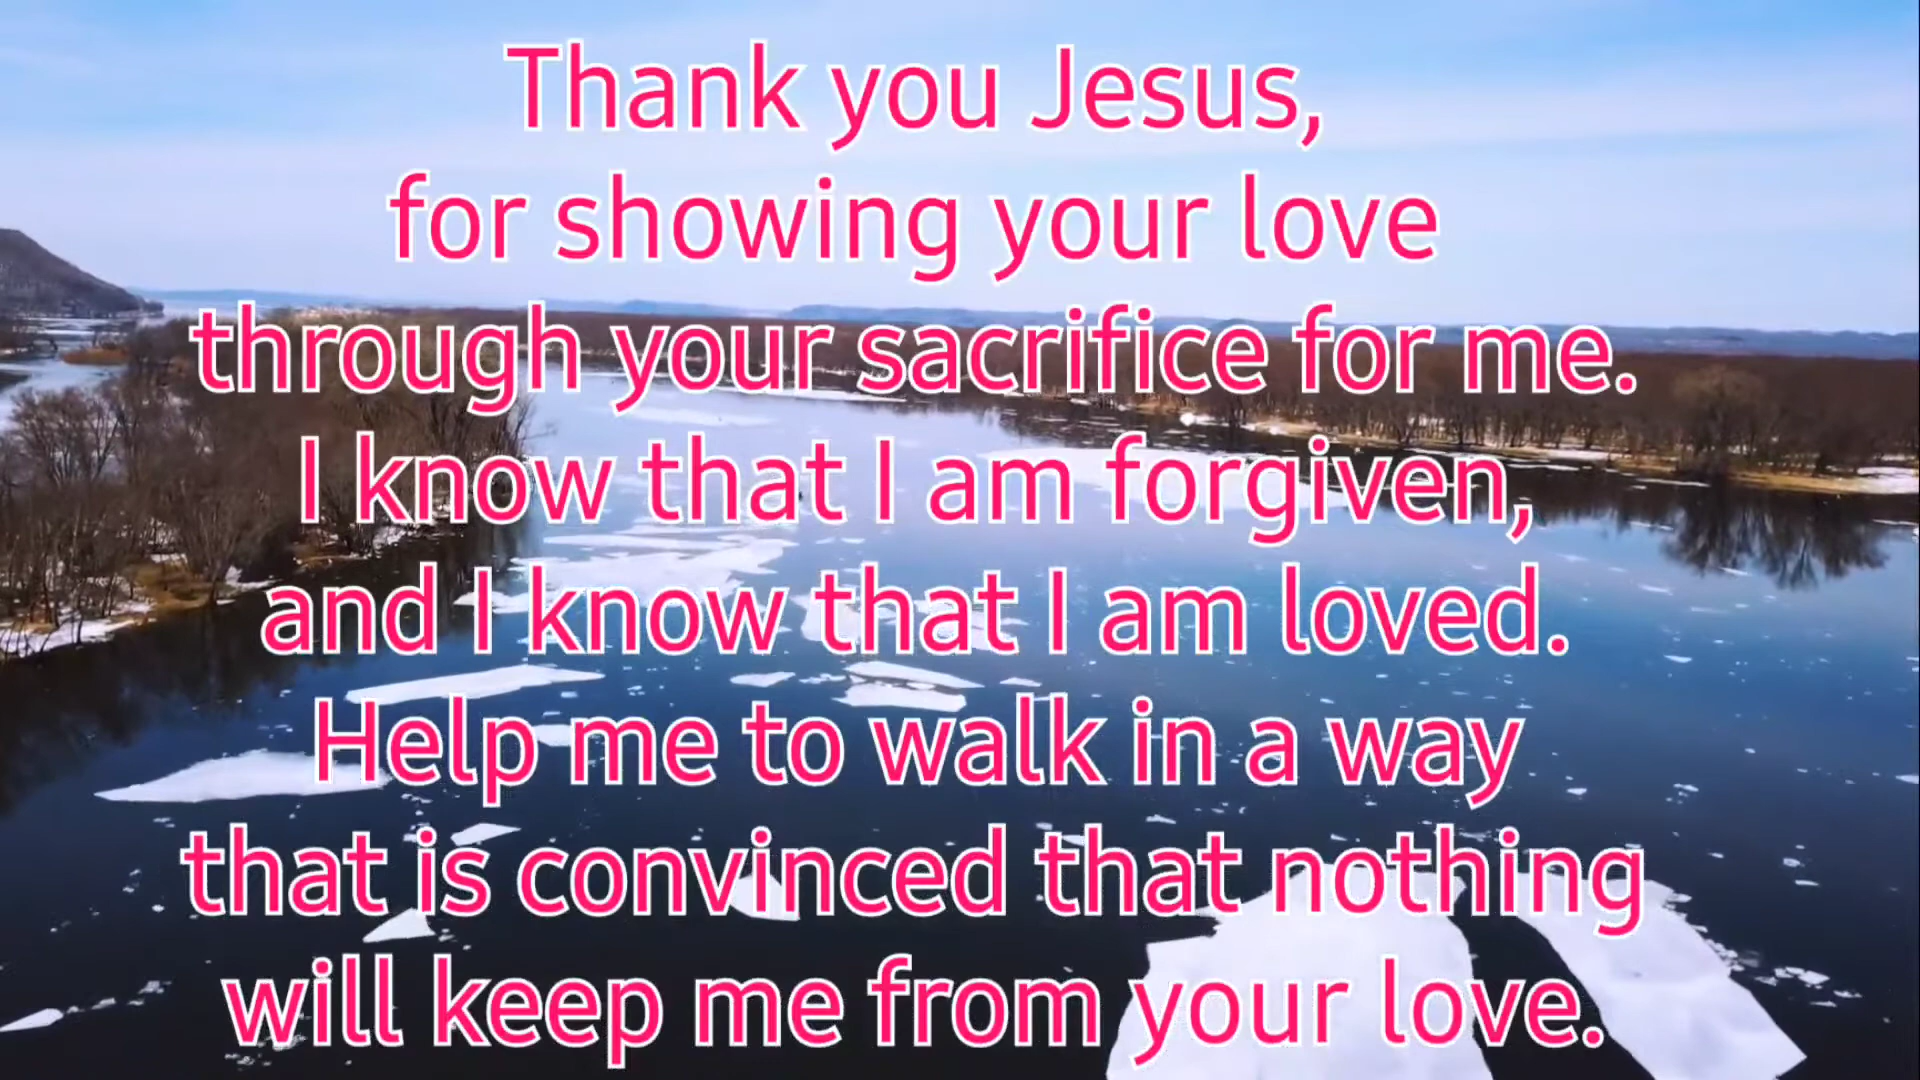 Thank you Jesus,
for showing your love
through your sacrifice for me.
I know that I am forgiven,
and I know that I am loved.
Help me to walk in a way
that is convinced that nothing
will keep me from your love.